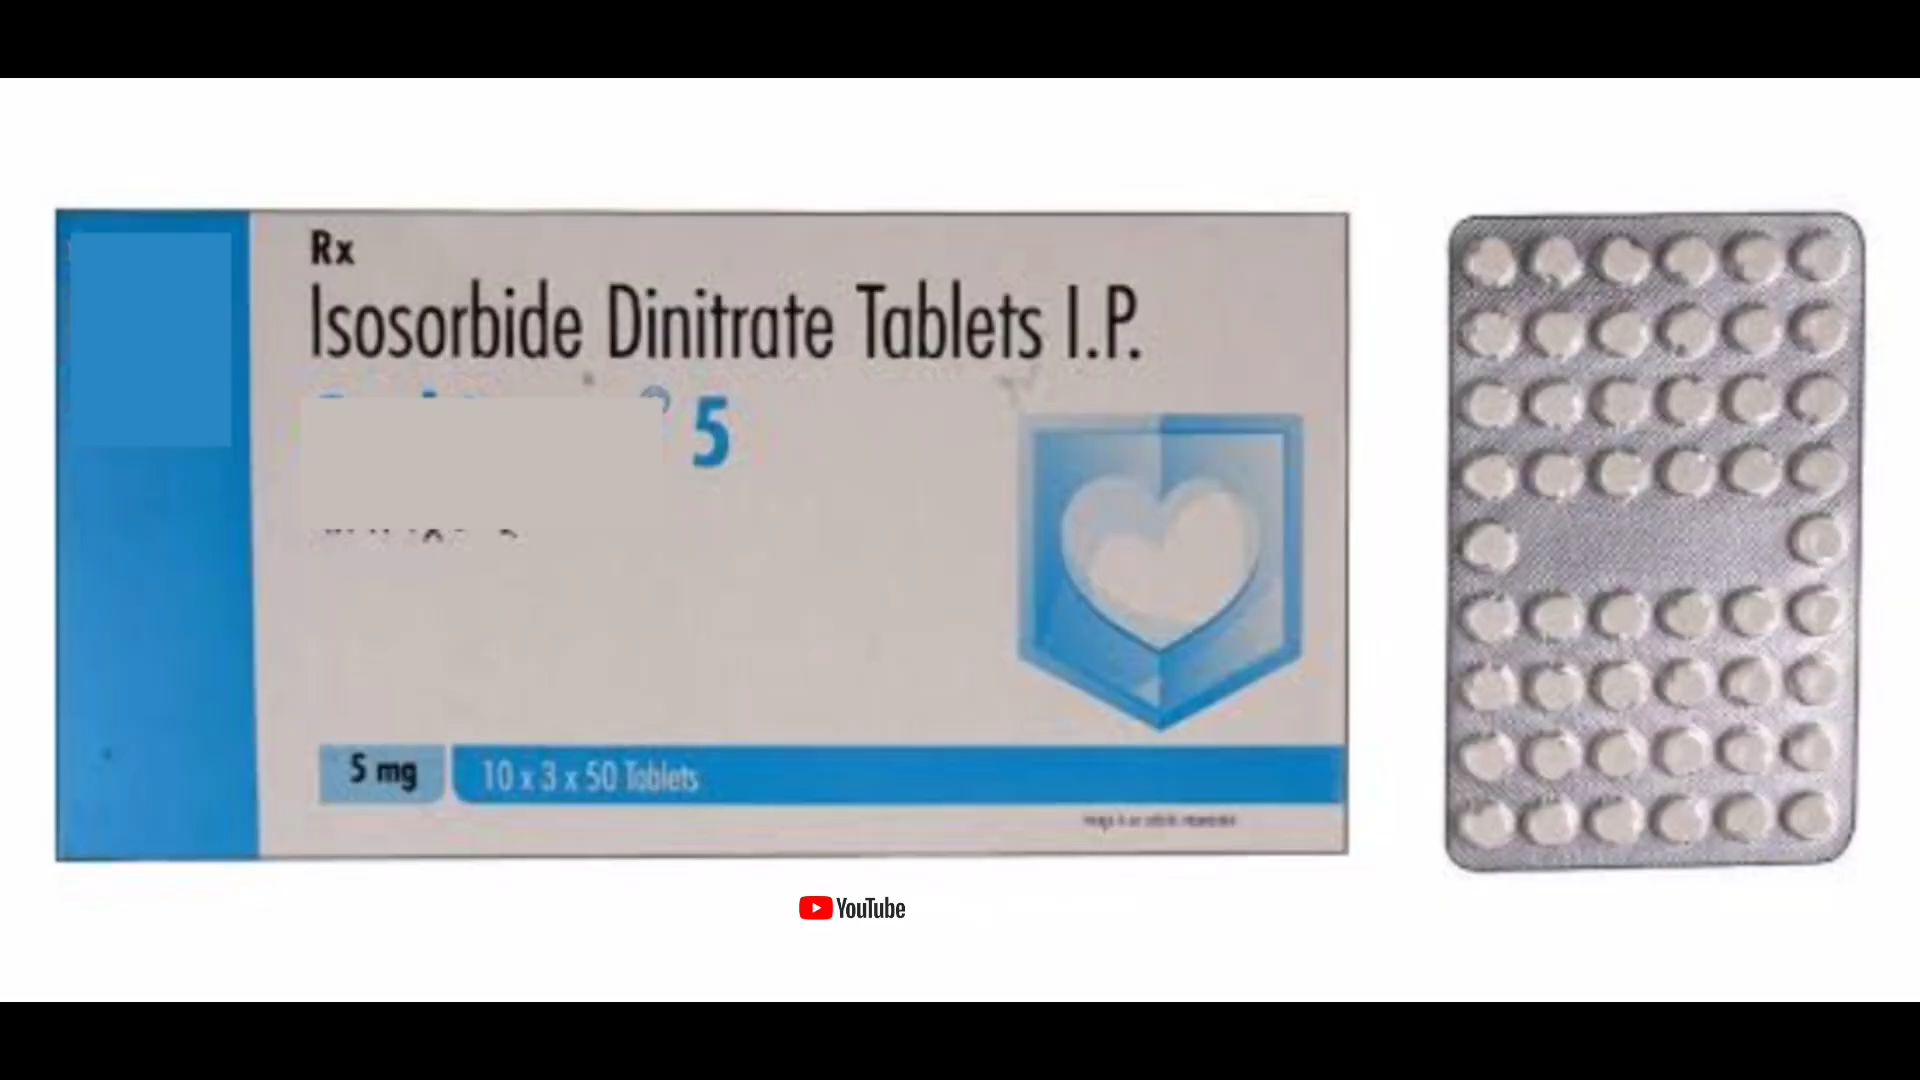 Rx
Isosorbide Dinitrate Tablets I.P.
® 5
5 mg
10 x 3 x 50 Tablets
YouTube